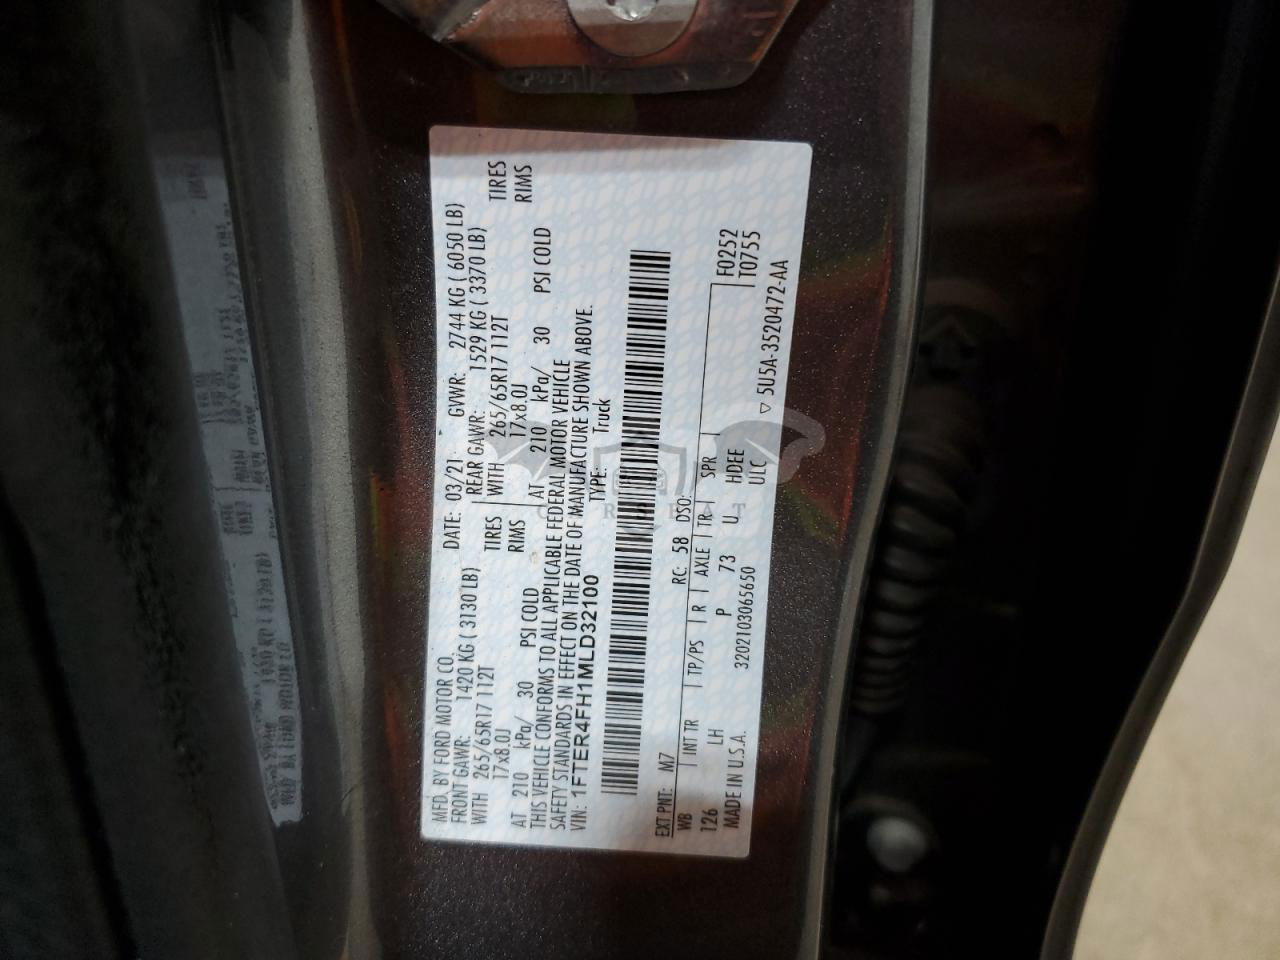 MFD. BY FORD MOTOR CO.
DATE: 03/21 GVWR: 2744 KG ( 6050 LB)
FRONT GAWR: 1420 KG ( 3130 LB) REAR GAWR: 1529 KG ( 3370 LB)
WITH 265/65R17 112T TIRES WITH 265/65R17 112T TIRES
17x8.0J RIMS 17x8.0J RIMS
AT 210 kPa/ 30 PSI COLD AT 210 kPa/ 30 PSI COLD
THIS VEHICLE CONFORMS TO ALL APPLICABLE FEDERAL MOTOR VEHICLE
SAFETY STANDARDS IN EFFECT ON THE DATE OF MANUFACTURE SHOWN ABOVE.
VIN: 1FTER4FH1MLD32100 TYPE: Truck
EXT PNT: M7 RC: 58 DSO: F0252
WB INT TR TP/PS R AXLE TR SPR T0755
126 LH P 73 U HDEE
MADE IN U.S.A. 3202103065650 ULC ▽ 5U5A-3520472-AA